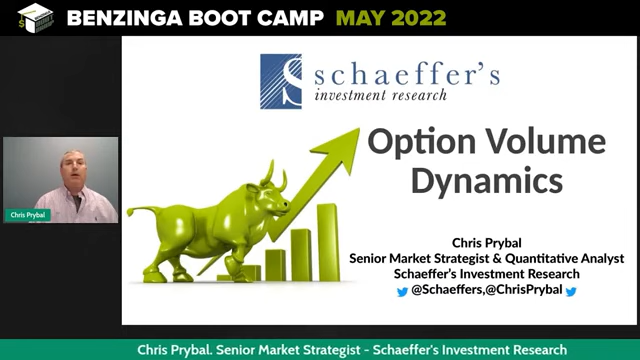 BENZINGA BOOT CAMP MAY 2022
schaeffer's
investment research
Option Volume
Dynamics
Chris Prybal
Senior Market Strategist & Quantitative Analyst
Schaeffer's Investment Research
@Schaeffers,@ChrisPrybal
Chris Prybal
Chris Prybal. Senior Market Strategist - Schaeffer's Investment Research